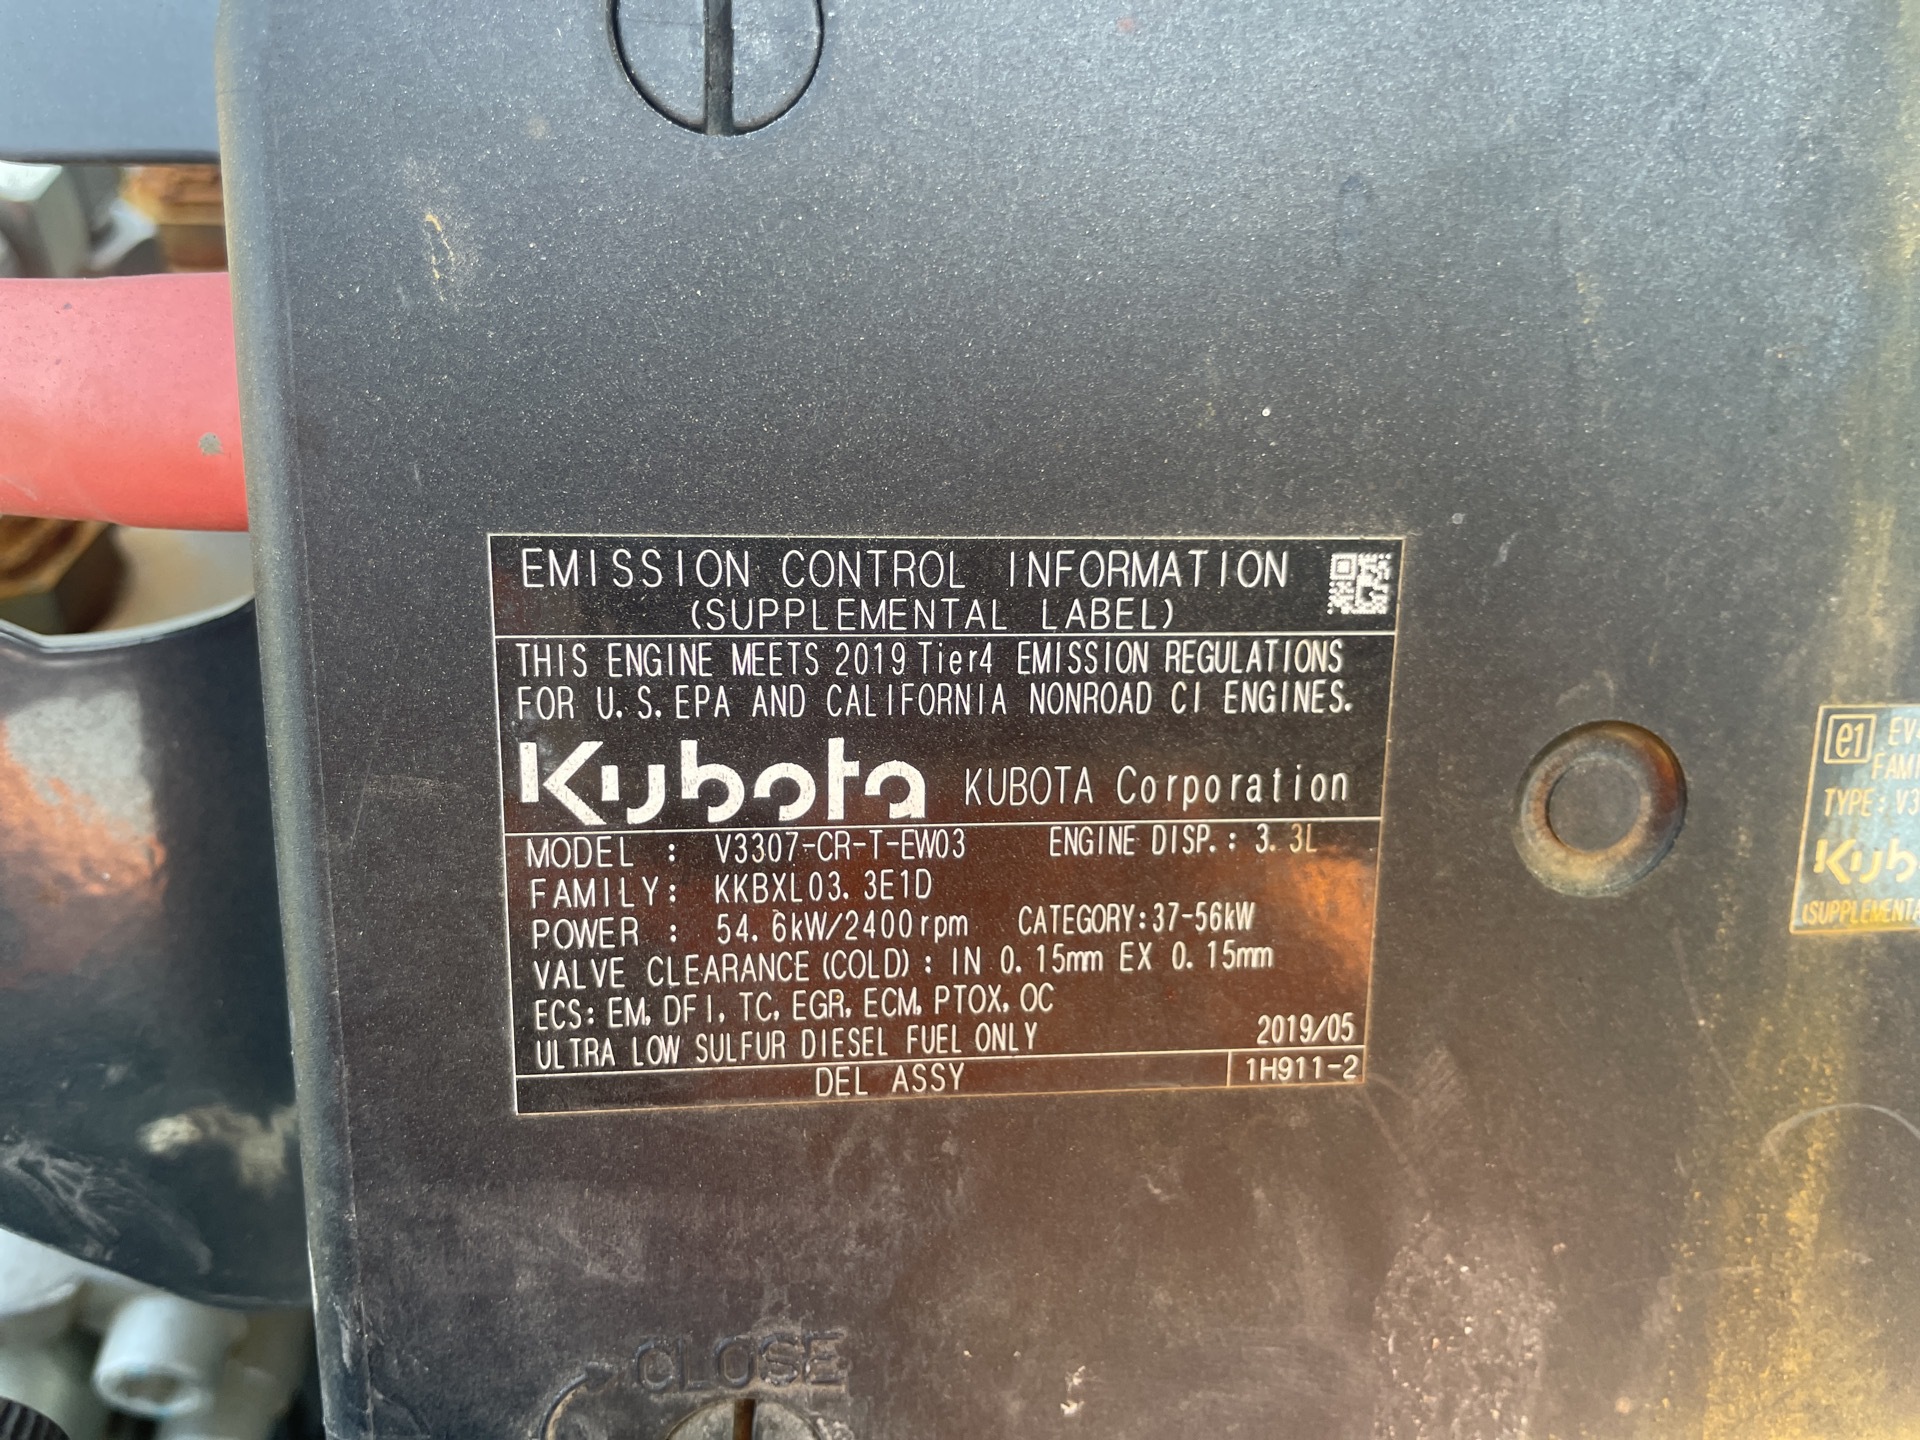 EMISSION CONTROL INFORMATION
(SUPPLEMENTAL LABEL)
THIS ENGINE MEETS 2019 Tier4 EMISSION REGULATIONS
FOR U.S.EPA AND CALIFORNIA NONROAD CI ENGINES.
Kubota KUBOTA Corporation
MODEL : V3307-CR-T-EW03 ENGINE DISP.: 3.3L
FAMILY: KKBXL03.3E1D
POWER : 54.6kW/2400rpm CATEGORY:37-56kW
VALVE CLEARANCE(COLD): IN 0.15mm EX 0.15mm
ECS: EM, DFI, TC, EGR, ECM, PTOX, OC
ULTRA LOW SULFUR DIESEL FUEL ONLY 2019/05
DEL ASSY 1H911-2
CLOSE
e1
TYPE: